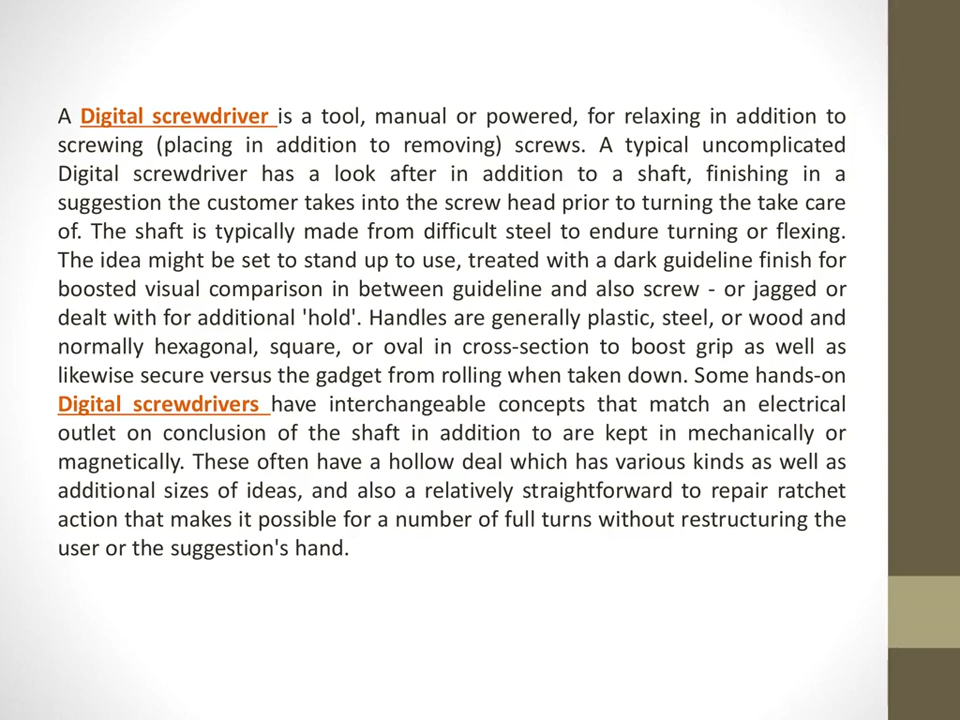 A Digital screwdriver is a tool, manual or powered, for relaxing in addition to
screwing (placing in addition to removing) screws. A typical uncomplicated
Digital screwdriver has a look after in addition to a shaft, finishing in a
suggestion the customer takes into the screw head prior to turning the take care
of. The shaft is typically made from difficult steel to endure turning or flexing.
The idea might be set to stand up to use, treated with a dark guideline finish for
boosted visual comparison in between guideline and also screw - or jagged or
dealt with for additional 'hold'. Handles are generally plastic, steel, or wood and
normally hexagonal, square, or oval in cross-section to boost grip as well as
likewise secure versus the gadget from rolling when taken down. Some hands-on
Digital screwdrivers have interchangeable concepts that match an electrical
outlet on conclusion of the shaft in addition to are kept in mechanically or
magnetically. These often have a hollow deal which has various kinds as well as
additional sizes of ideas, and also a relatively straightforward to repair ratchet
action that makes it possible for a number of full turns without restructuring the
user or the suggestion's hand.